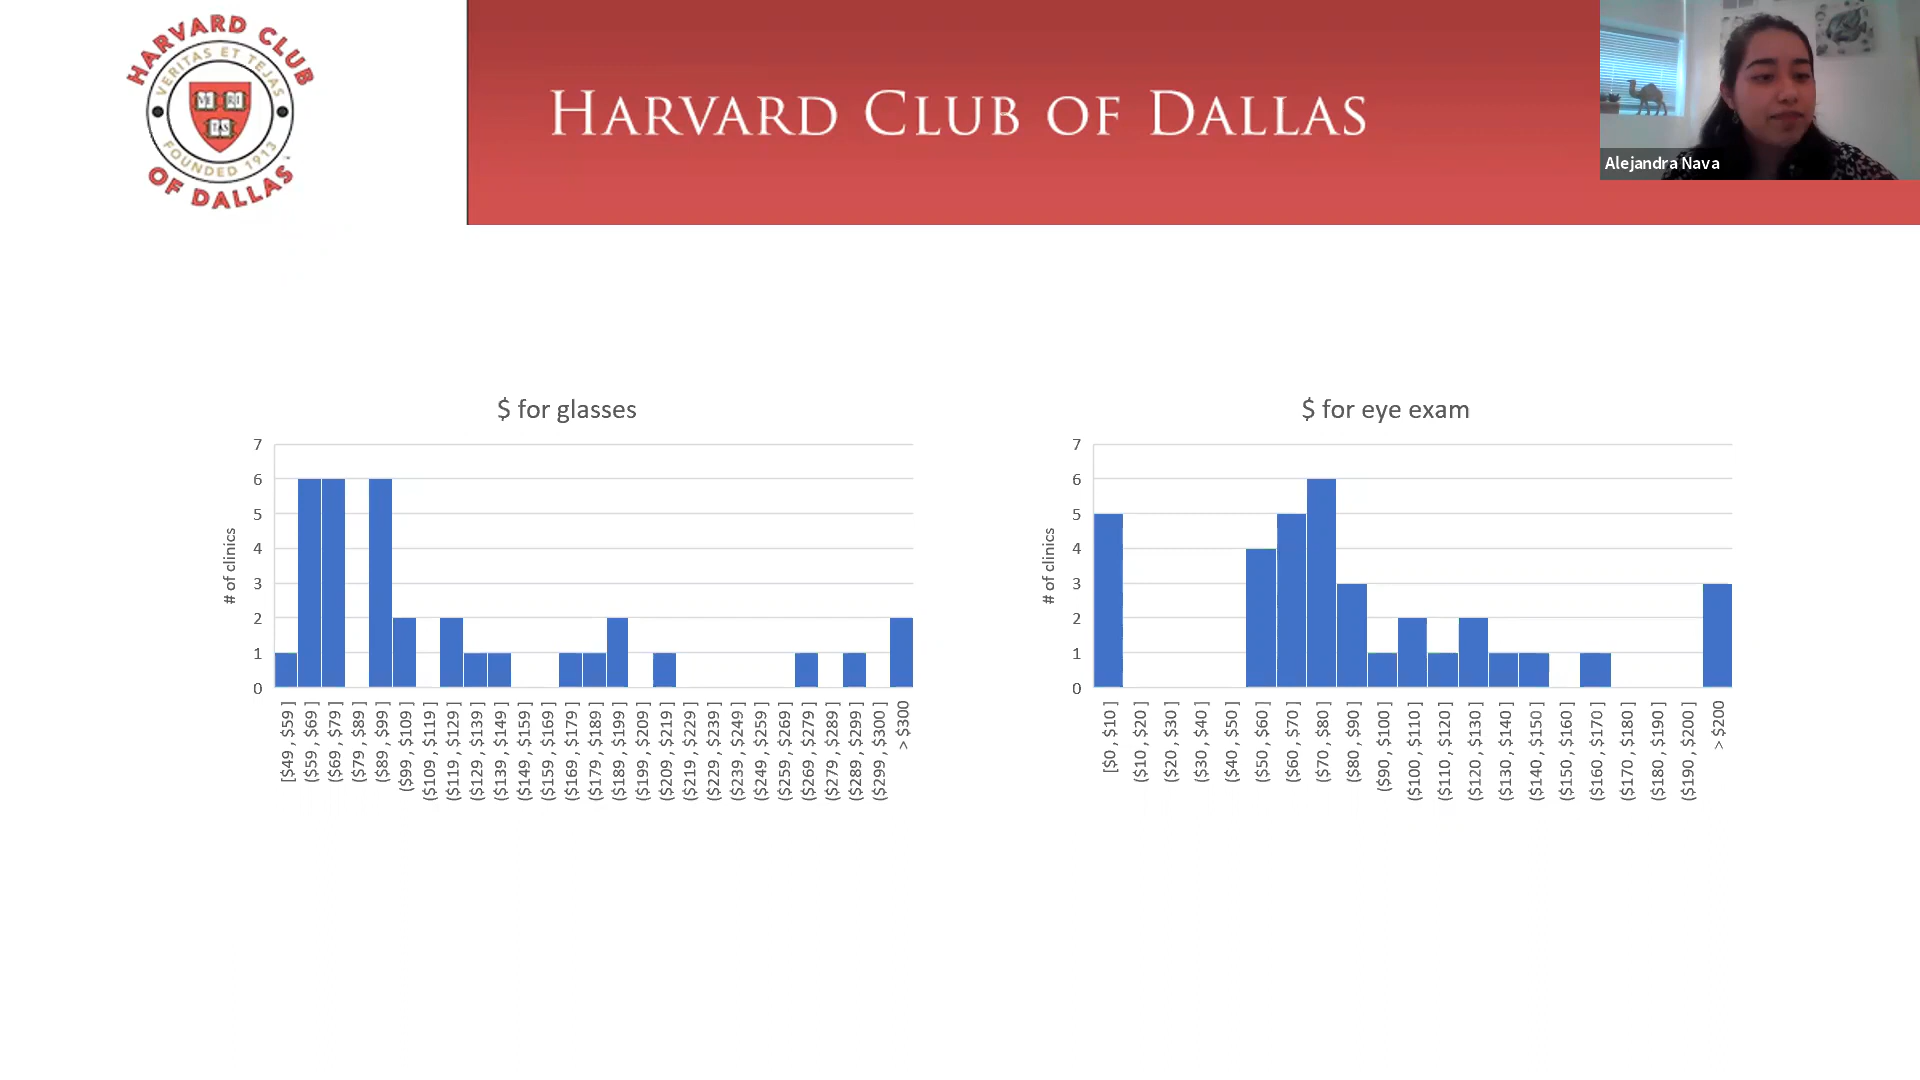 HARVARD CLUB
VERITAS ET TEJAS
VE RI
TAS
FOUNDED 1913
OF DALLAS
HARVARD CLUB OF DALLAS
Alejandra Nava
$ for glasses
# of clinics
7
6
5
4
3
2
1
0
[$49 , $59 ]
($59 , $69]
($69 , $79]
($79 , $89]
($89 , $99]
($99 , $109]
($109 , $119]
($119 , $129]
($129 , $139]
($139 , $149]
($149 , $159]
($159 , $169]
($169 , $179]
($179 , $189]
($189 , $199]
($199 , $209]
($209 , $219]
($219 , $229]
($229 , $239]
($239 , $249]
($249 , $259]
($259 , $269]
($269 , $279]
($279 , $289]
($289 , $299]
($299 , $300 ]
> $300
$ for eye exam
# of clinics
7
6
5
4
3
2
1
0
[$0 , $10 ]
($10 , $20]
($20 , $30]
($30 , $40]
($40 , $50]
($50 , $60]
($60 , $70]
($70 , $80]
($80 , $90]
($90 , $100]
($100 , $110]
($110 , $120]
($120 , $130]
($130 , $140]
($140 , $150]
($150 , $160]
($160 , $170]
($170 , $180]
($180 , $190]
($190 , $200 ]
> $200